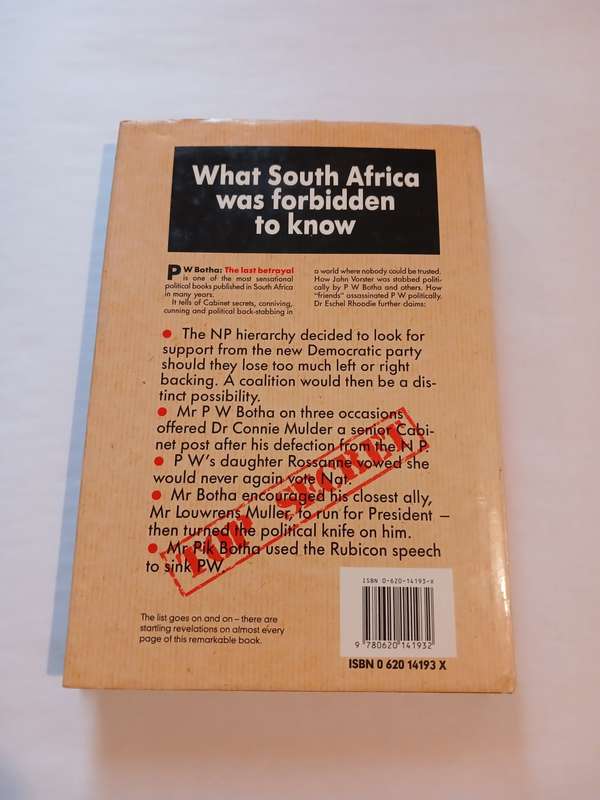 What South Africa
was forbidden
to know
PW Botha: The last betrayal
is one of the most sensational
political books published in South Africa
in many years.
It tells of Cabinet secrets, conniving,
cunning and political back-stabbing in
a world where nobody could be trusted.
How John Vorster was stabbed politi-
cally by P W Botha and others. How
"friends" assassinated P W politically.
Dr Eschel Rhoodie further claims:
● The NP hierarchy decided to look for
support from the new Democratic party
should they lose too much left or right
backing. A coalition would then be a dis-
tinct possibility.
● Mr P W Botha on three occasions
offered Dr Connie Mulder a senior Cabi-
net post after his defection from the N P.
● P W's daughter Rossanne vowed she
would never again vote Nat.
● Mr Botha encouraged his closest ally,
Mr Louwrens Muller, to run for President –
then turned the political knife on him.
● Mr Pik Botha used the Rubicon speech
to sink PW
TOP SECRET
The list goes on and on – there are
startling revelations on almost every
page of this remarkable book.
ISBN 0-620-14193-X
9 780620 141932
ISBN 0 620 14193 X